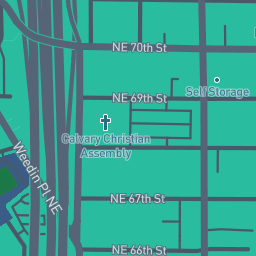 NE 70th St
Self Storage
NE 69th St
Calvary Christian
Assembly
Weedin Pl NE
NE 67th St
NE 66th St